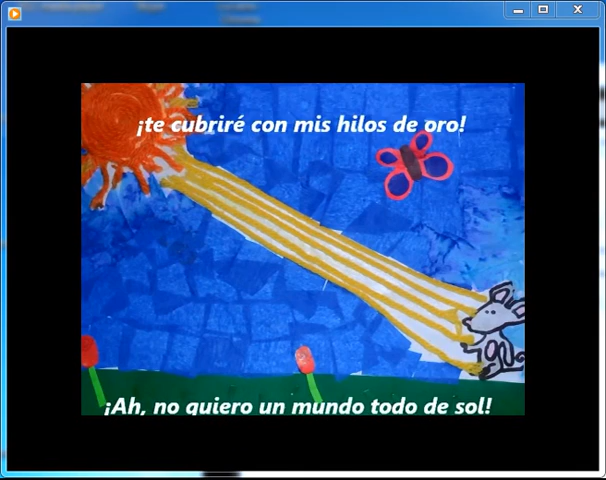 ¡te cubriré con mis hilos de oro!
¡Ah, no quiero un mundo todo de sol!